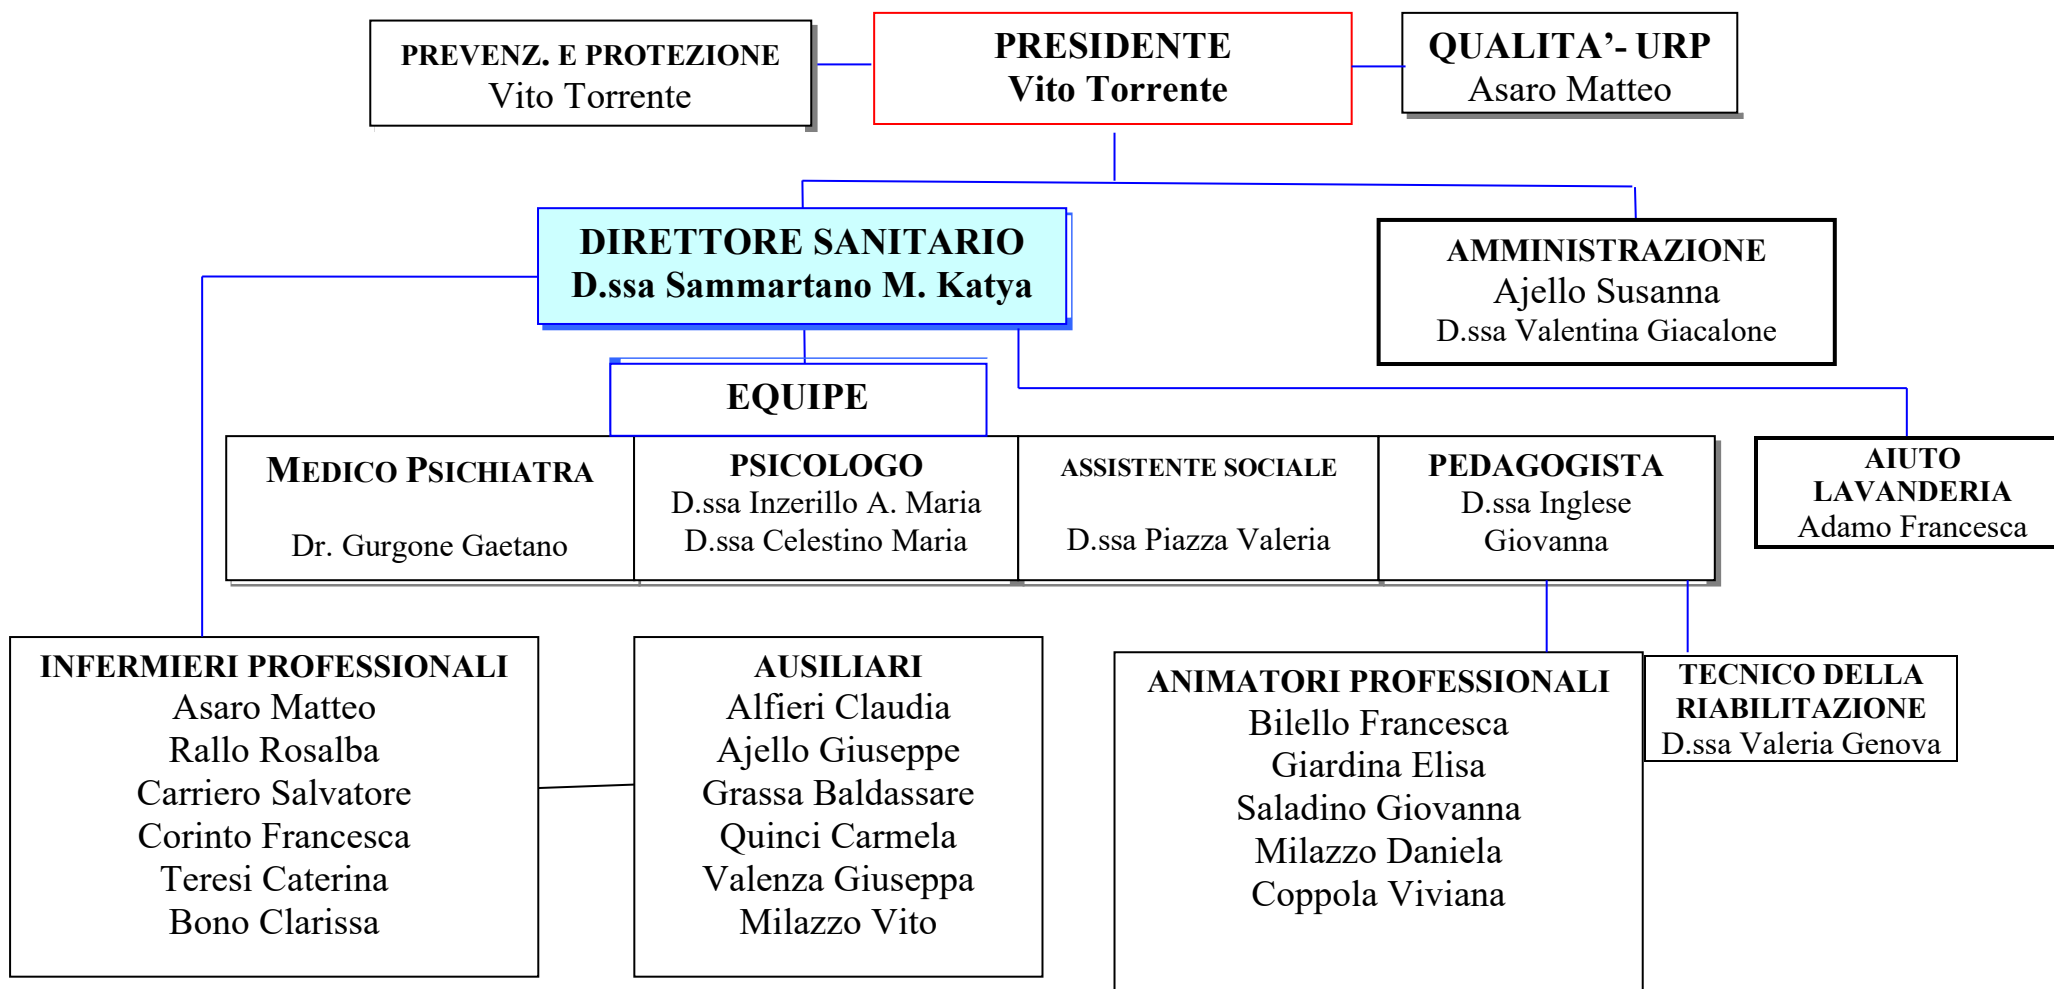 PREVENZ. E PROTEZIONE
Vito Torrente
PRESIDENTE
Vito Torrente
QUALITA’- URP
Asaro Matteo
DIRETTORE SANITARIO
D.ssa Sammartano M. Katya
AMMINISTRAZIONE
Ajello Susanna
D.ssa Valentina Giacalone
EQUIPE
MEDICO PSICHIATRA
Dr. Gurgone Gaetano
PSICOLOGO
D.ssa Inzerillo A. Maria
D.ssa Celestino Maria
ASSISTENTE SOCIALE
D.ssa Piazza Valeria
PEDAGOGISTA
D.ssa Inglese
Giovanna
AIUTO
LAVANDERIA
Adamo Francesca
INFERMIERI PROFESSIONALI
Asaro Matteo
Rallo Rosalba
Carriero Salvatore
Corinto Francesca
Teresi Caterina
Bono Clarissa
AUSILIARI
Alfieri Claudia
Ajello Giuseppe
Grassa Baldassare
Quinci Carmela
Valenza Giuseppa
Milazzo Vito
ANIMATORI PROFESSIONALI
Bilello Francesca
Giardina Elisa
Saladino Giovanna
Milazzo Daniela
Coppola Viviana
TECNICO DELLA
RIABILITAZIONE
D.ssa Valeria Genova